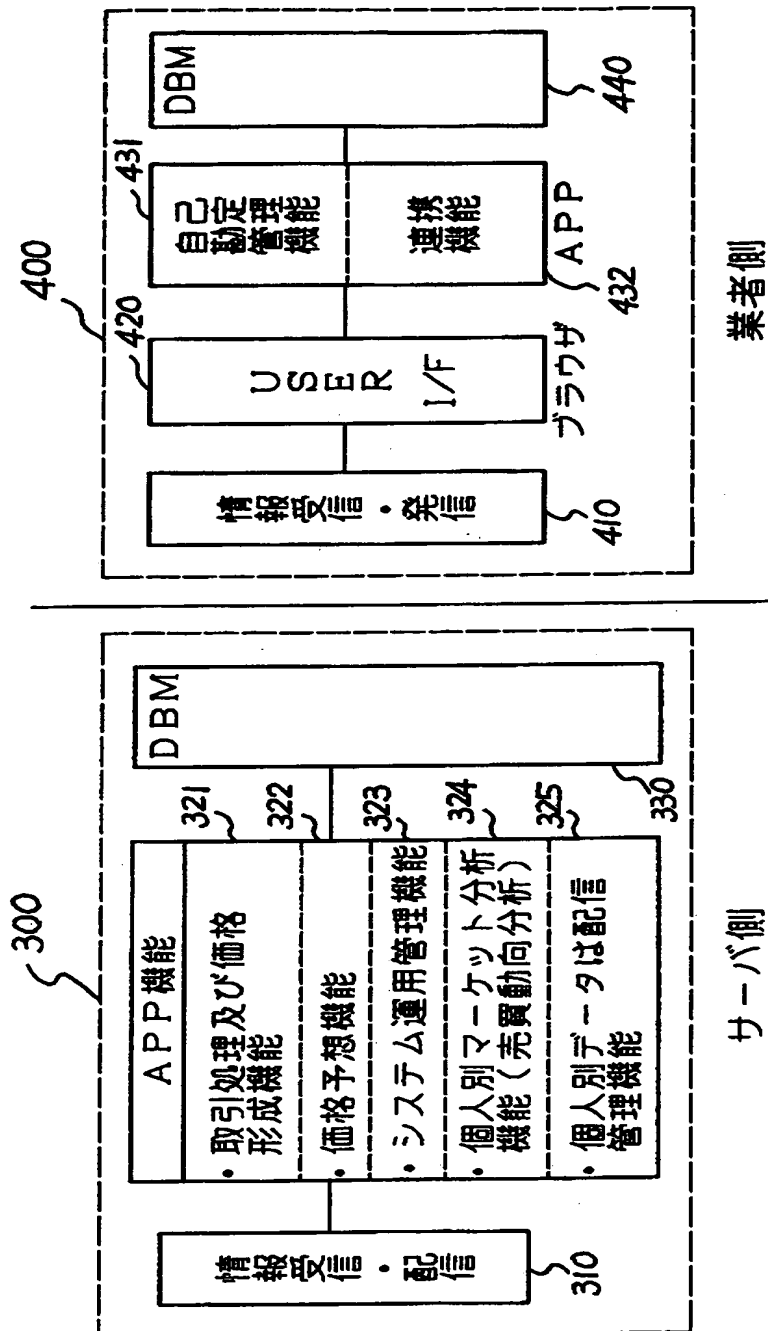 300
情報受信・配信
310
APP機能
・取引処理及び価格
形成機能
321
・価格予想機能
322
・システム運用管理機能
323
・個人別マーケット分析
機能(売買動向分析)
324
・個人別データは配信
管理機能
325
DBM
330
サーバ側
400
情報受信・発信
410
420
USER
I/F
ブラウザ
431
自己定理
勘管能
機能
連携
機能
432
APP
DBM
440
業者側